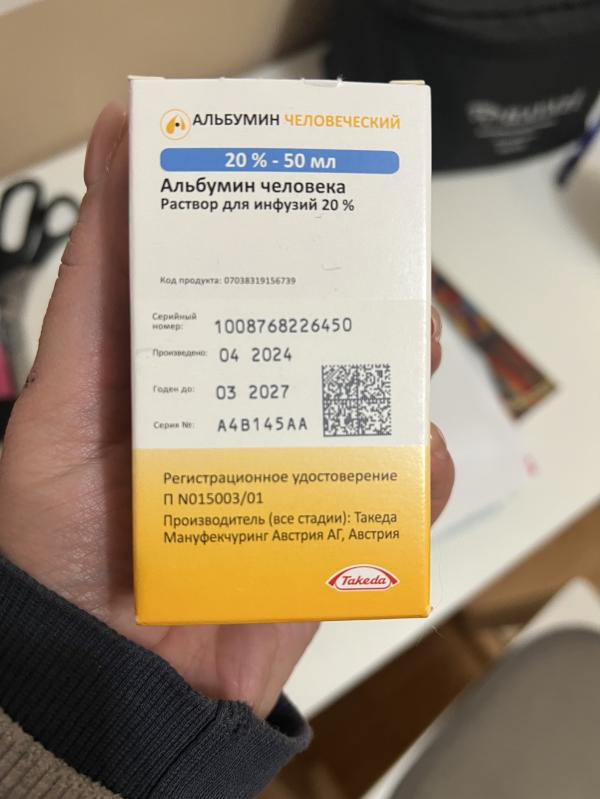 АЛЬБУМИН ЧЕЛОВЕЧЕСКИЙ
20 % - 50 мл
Альбумин человека
Раствор для инфузий 20 %
Код продукта: 07038319156739
Серийный номер: 1008768226450
Произведено: 04 2024
Годен до: 03 2027
Серия №: A4B145AA
Регистрационное удостоверение
П N015003/01
Производитель (все стадии): Такеда
Мануфекчуринг Австрия АГ, Австрия
Takeda